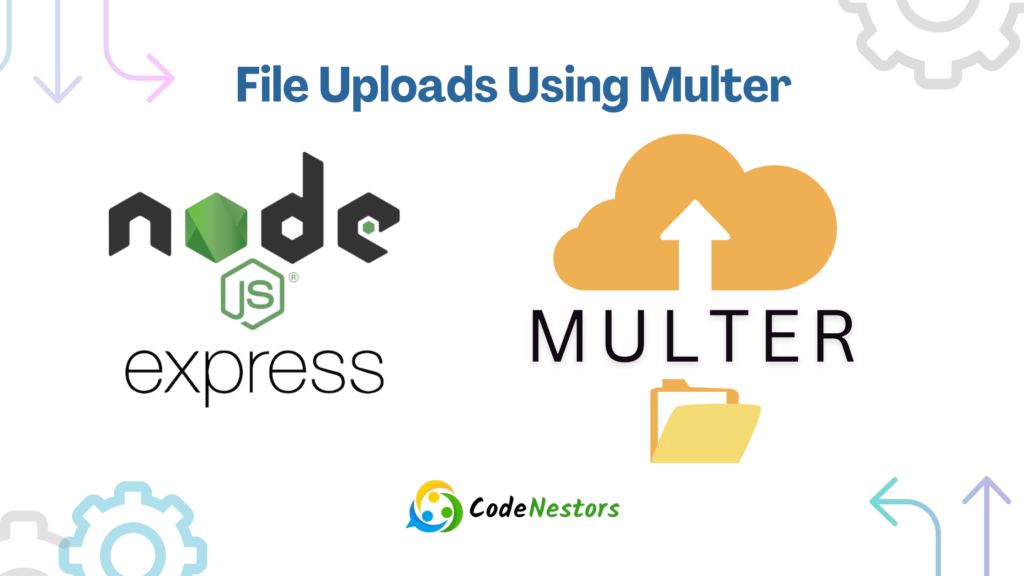 File Uploads Using Multer
node
JS®
express
MULTER
CodeNestors